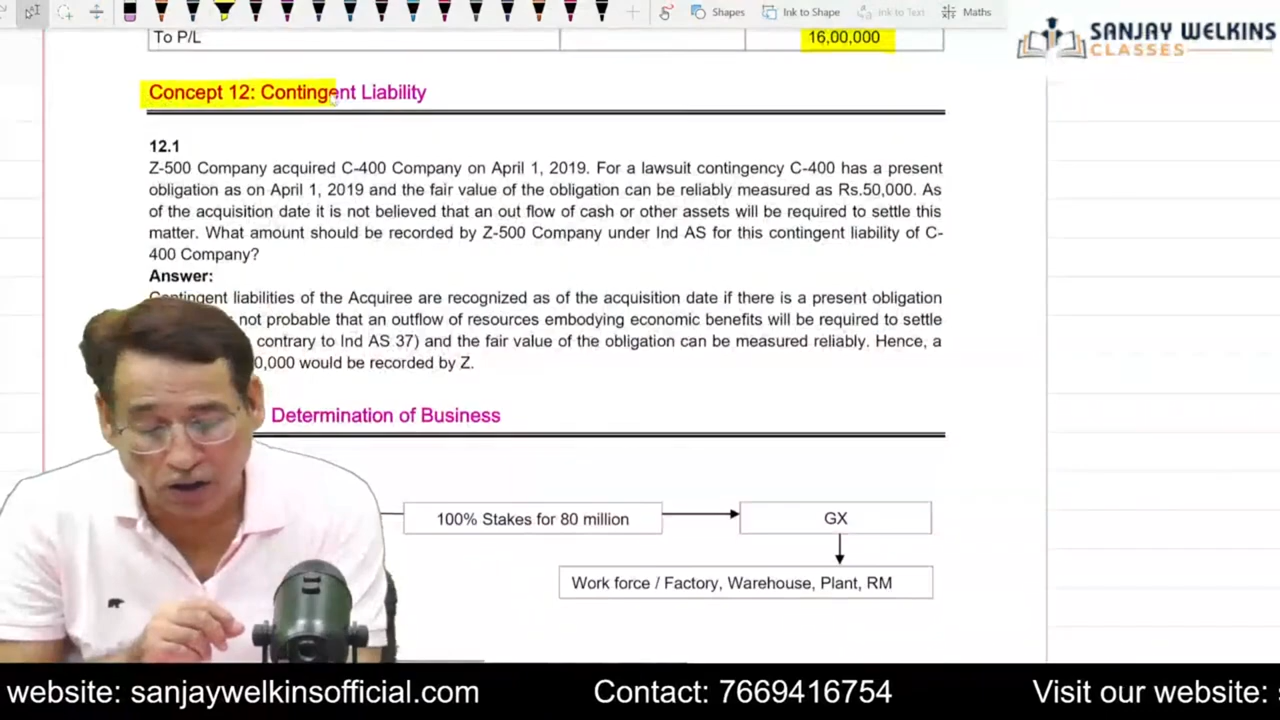 Shapes Ink to Shape Ink to Text Maths
SANJAY WELKINS
CLASSES
To P/L 16,00,000
Concept 12: Contingent Liability
12.1
Z-500 Company acquired C-400 Company on April 1, 2019. For a lawsuit contingency C-400 has a present
obligation as on April 1, 2019 and the fair value of the obligation can be reliably measured as Rs.50,000. As
of the acquisition date it is not believed that an out flow of cash or other assets will be required to settle this
matter. What amount should be recorded by Z-500 Company under Ind AS for this contingent liability of C-
400 Company?
Answer:
Contingent liabilities of the Acquiree are recognized as of the acquisition date if there is a present obligation
not probable that an outflow of resources embodying economic benefits will be required to settle
contrary to Ind AS 37) and the fair value of the obligation can be measured reliably. Hence, a
0,000 would be recorded by Z.
Determination of Business
100% Stakes for 80 million
GX
Work force / Factory, Warehouse, Plant, RM
website: sanjaywelkinsofficial.com Contact: 7669416754 Visit our website: